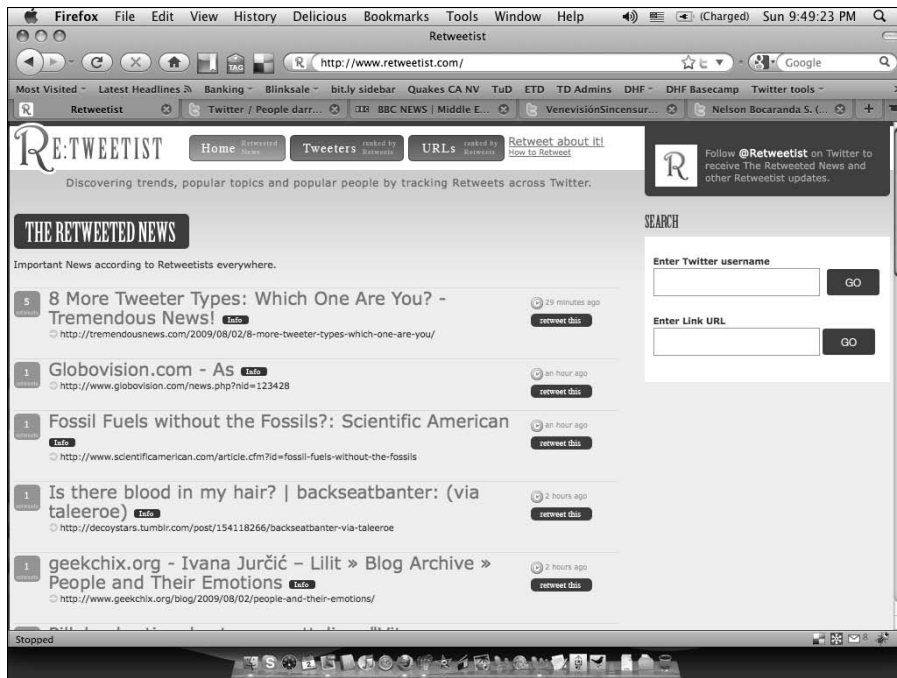 Firefox File Edit View History Delicious Bookmarks Tools Window Help (Charged) Sun 9:49:23 PM
Retweetist
TAG R http://www.retweetist.com/ Google
Most Visited Latest Headlines Banking Blinksale bit.ly sidebar Quakes CA NV TuD ETD TD Admins DHF DHF Basecamp Twitter tools
Retweetist Twitter / People darr... BBC NEWS | Middle E... VenevisiónSincensur... Nelson Bocaranda S. (...
RE:TWEETIST
Home Retweeted News
Tweeters ranked by Retweets
URLs ranked by Retweets
Retweet about it!
How to Retweet
Discovering trends, popular topics and popular people by tracking Retweets across Twitter.
R
Follow @Retweetist on Twitter to
receive The Retweeted News and
other Retweetist updates.
THE RETWEETED NEWS
Important News according to Retweetists everywhere.
5
8 More Tweeter Types: Which One Are You? -
Tremendous News! Info
http://tremendousnews.com/2009/08/02/8-more-tweeter-types-which-one-are-you/
29 minutes ago
retweet this
1
Globovision.com - As Info
http://www.globovision.com/news.php?nid=123428
an hour ago
retweet this
1
Fossil Fuels without the Fossils?: Scientific American
Info
http://www.scientificamerican.com/article.cfm?id=fossil-fuels-without-the-fossils
an hour ago
retweet this
1
Is there blood in my hair? | backseatbanter: (via
taleeroe) Info
http://decoystars.tumblr.com/post/154118266/backseatbanter-via-taleeroe
2 hours ago
retweet this
1
geekchix.org - Ivana Jurčić – Lilit » Blog Archive »
People and Their Emotions Info
http://www.geekchix.org/blog/2009/08/02/people-and-their-emotions/
2 hours ago
retweet this
SEARCH
Enter Twitter username
GO
Enter Link URL
GO
Stopped
8